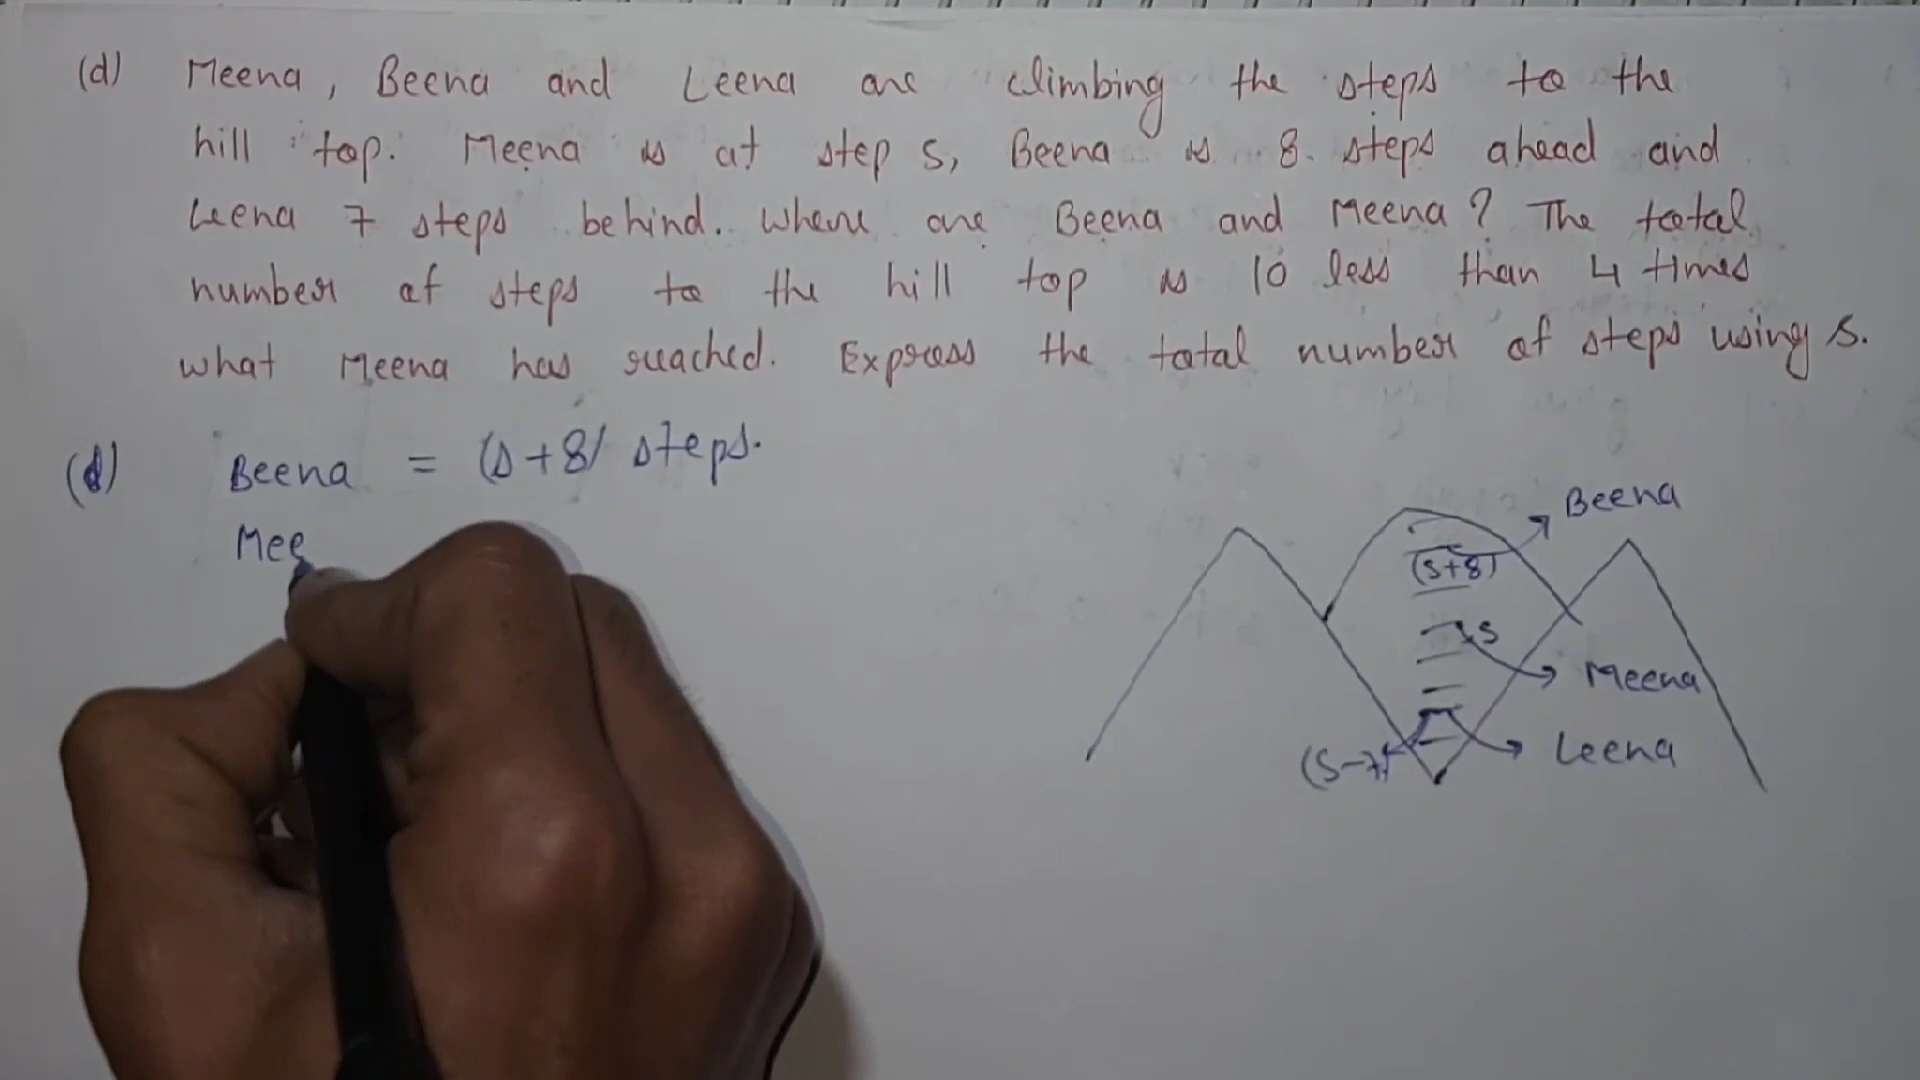 (d) Meena, Beena and Leena are climbing the steps to the
hill top. Meena is at step s, Beena is 8 steps ahead and
Leena 7 steps behind. Where are Beena and Meena? The total
number of steps to the hill top is 10 less than 4 times
what Meena has reached. Express the total number of steps using s.
(d) Beena = (s+8) steps.
Mee
Beena
(s+8)
s
Meena
(s-7)
Leena